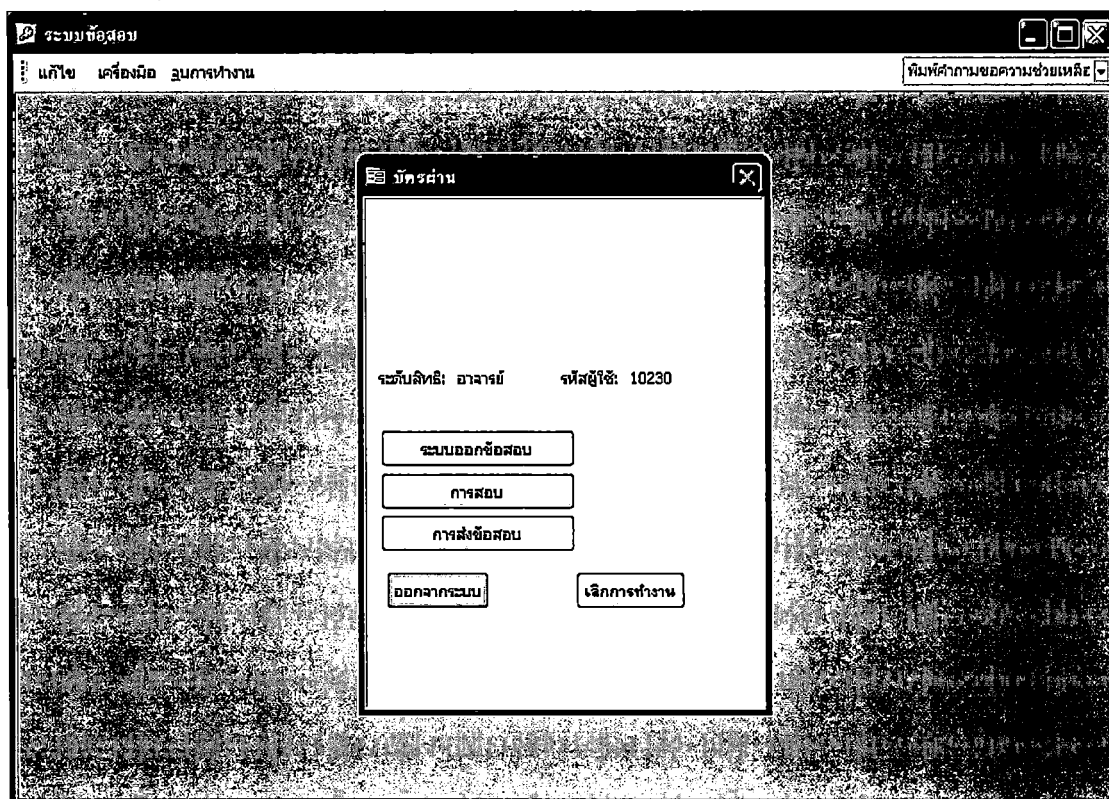 ระบบข้อสอบ
แก้ไข เครื่องมือ จบการทำงาน
พิมพ์คำถามขอความช่วยเหลือ
บัตรผ่าน
ระดับสิทธิ: อาจารย์ รหัสผู้ใช้: 10230
ระบบออกข้อสอบ
การสอบ
การส่งข้อสอบ
ออกจากระบบ เลิกการทำงาน